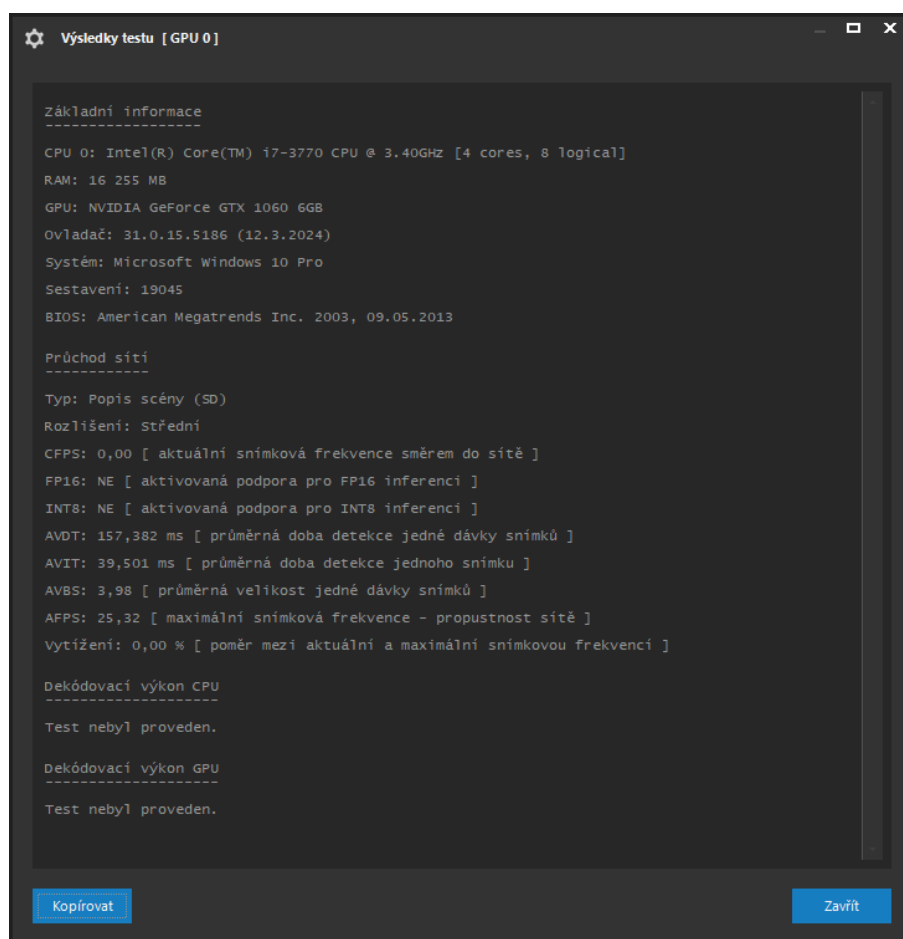 Výsledky testu [ GPU 0 ]
Základní informace
------------------
CPU 0: Intel(R) Core(TM) i7-3770 CPU @ 3.40GHz [4 cores, 8 logical]
RAM: 16 255 MB
GPU: NVIDIA GeForce GTX 1060 6GB
Ovladač: 31.0.15.5186 (12.3.2024)
Systém: Microsoft Windows 10 Pro
Sestavení: 19045
BIOS: American Megatrends Inc. 2003, 09.05.2013
Průchod sítí
------------
Typ: Popis scény (SD)
Rozlišení: Střední
CFPS: 0,00 [ aktuální snímková frekvence směrem do sítě ]
FP16: NE [ aktivovaná podpora pro FP16 inferenci ]
INT8: NE [ aktivovaná podpora pro INT8 inferenci ]
AVDT: 157,382 ms [ průměrná doba detekce jedné dávky snímků ]
AVIT: 39,501 ms [ průměrná doba detekce jednoho snímku ]
AVBS: 3,98 [ průměrná velikost jedné dávky snímků ]
AFPS: 25,32 [ maximální snímková frekvence - propustnost sítě ]
Vytížení: 0,00 % [ poměr mezi aktuální a maximální snímkovou frekvencí ]
Dekódovací výkon CPU
--------------------
Test nebyl proveden.
Dekódovací výkon GPU
--------------------
Test nebyl proveden.
Kopírovat
Zavřít